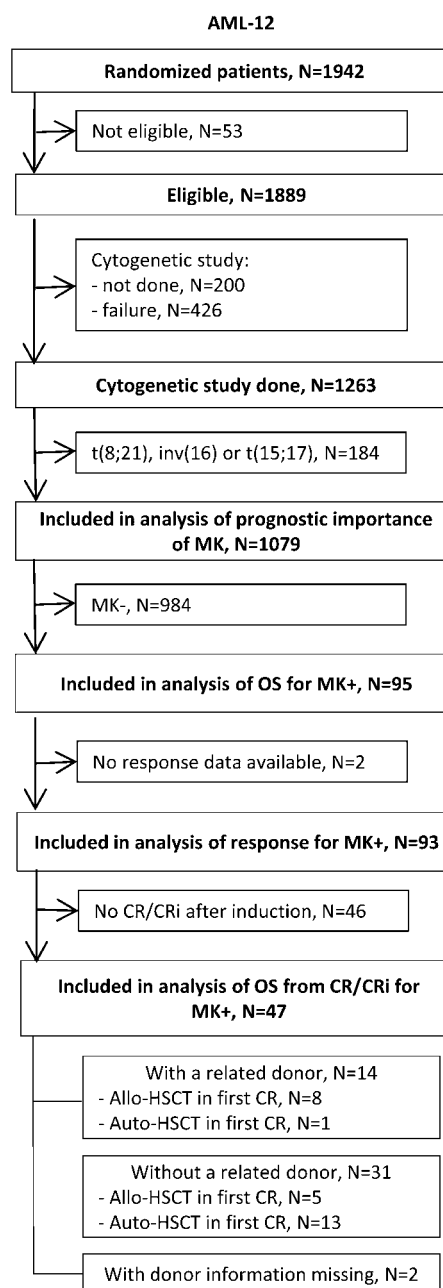 AML-12
Randomized patients, N=1942
Not eligible, N=53
Eligible, N=1889
Cytogenetic study:
- not done, N=200
- failure, N=426
Cytogenetic study done, N=1263
t(8;21), inv(16) or t(15;17), N=184
Included in analysis of prognostic importance
of MK, N=1079
MK-, N=984
Included in analysis of OS for MK+, N=95
No response data available, N=2
Included in analysis of response for MK+, N=93
No CR/CRi after induction, N=46
Included in analysis of OS from CR/CRi for
MK+, N=47
With a related donor, N=14
- Allo-HSCT in first CR, N=8
- Auto-HSCT in first CR, N=1
Without a related donor, N=31
- Allo-HSCT in first CR, N=5
- Auto-HSCT in first CR, N=13
With donor information missing, N=2